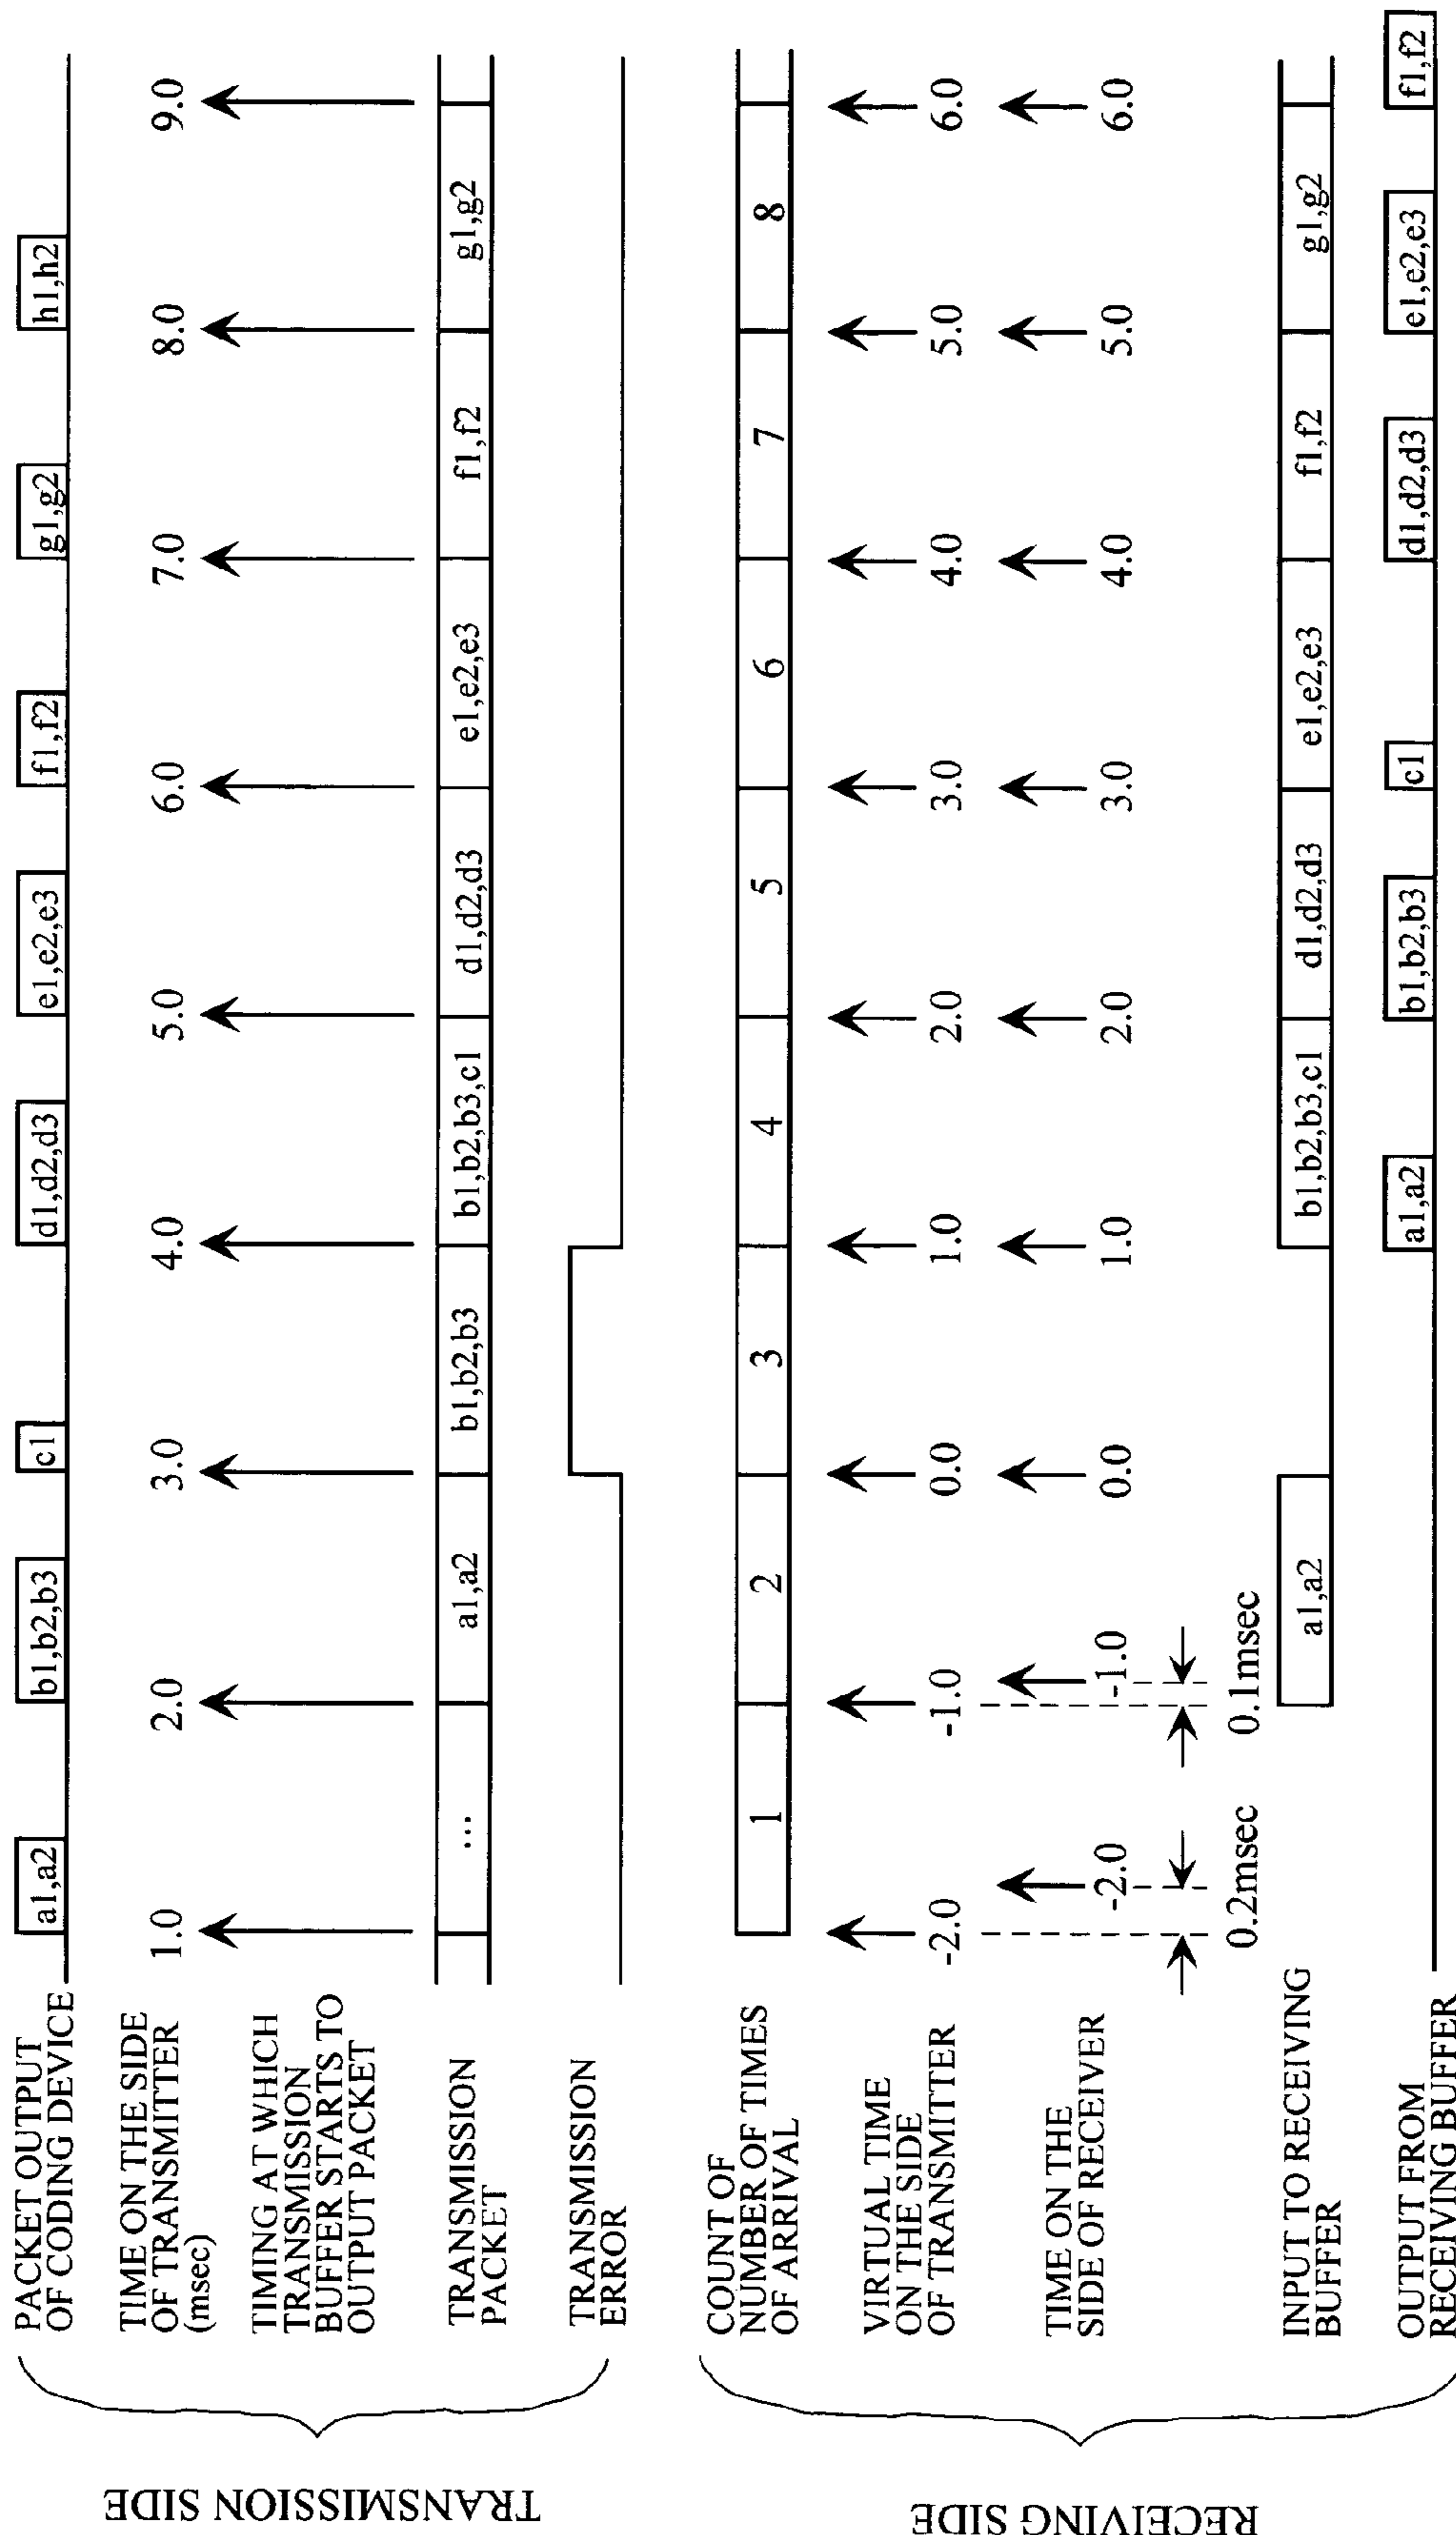 TRANSMISSION SIDE
PACKET OUTPUT
OF CODING DEVICE
a1,a2
b1,b2,b3
c1
d1,d2,d3
e1,e2,e3
f1,f2
g1,g2
h1,h2
TIME ON THE SIDE
OF TRANSMITTER
(msec)
1.0
2.0
3.0
4.0
5.0
6.0
7.0
8.0
9.0
TIMING AT WHICH
TRANSMISSION
BUFFER STARTS TO
OUTPUT PACKET
TRANSMISSION
PACKET
...
a1,a2
b1,b2,b3
b1,b2,b3,c1
d1,d2,d3
e1,e2,e3
f1,f2
g1,g2
TRANSMISSION
ERROR
RECEIVING SIDE
COUNT OF
NUMBER OF TIMES
OF ARRIVAL
1
2
3
4
5
6
7
8
VIRTUAL TIME
ON THE SIDE
OF TRANSMITTER
-2.0
-1.0
0.0
1.0
2.0
3.0
4.0
5.0
6.0
TIME ON THE
SIDE OF RECEIVER
-2.0
-1.0
0.0
1.0
2.0
3.0
4.0
5.0
6.0
0.2msec
0.1msec
INPUT TO RECEIVING
BUFFER
a1,a2
b1,b2,b3,c1
d1,d2,d3
e1,e2,e3
f1,f2
g1,g2
OUTPUT FROM
RECEIVING BUFFER
a1,a2
b1,b2,b3
c1
d1,d2,d3
e1,e2,e3
f1,f2